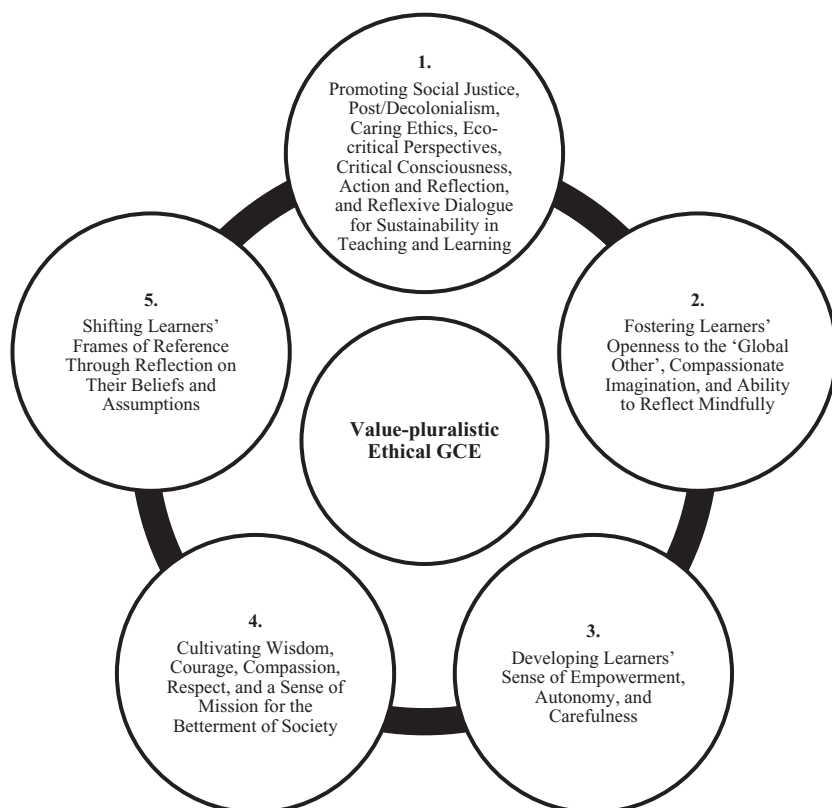 1.
Promoting Social Justice,
Post/Decolonialism,
Caring Ethics, Eco-
critical Perspectives,
Critical Consciousness,
Action and Reflection,
and Reflexive Dialogue
for Sustainability in
Teaching and Learning
2.
Fostering Learners'
Openness to the ‘Global
Other’, Compassionate
Imagination, and Ability
to Reflect Mindfully
3.
Developing Learners’
Sense of Empowerment,
Autonomy, and
Carefulness
4.
Cultivating Wisdom,
Courage, Compassion,
Respect, and a Sense of
Mission for the
Betterment of Society
5.
Shifting Learners’
Frames of Reference
Through Reflection on
Their Beliefs and
Assumptions
Value-pluralistic
Ethical GCE